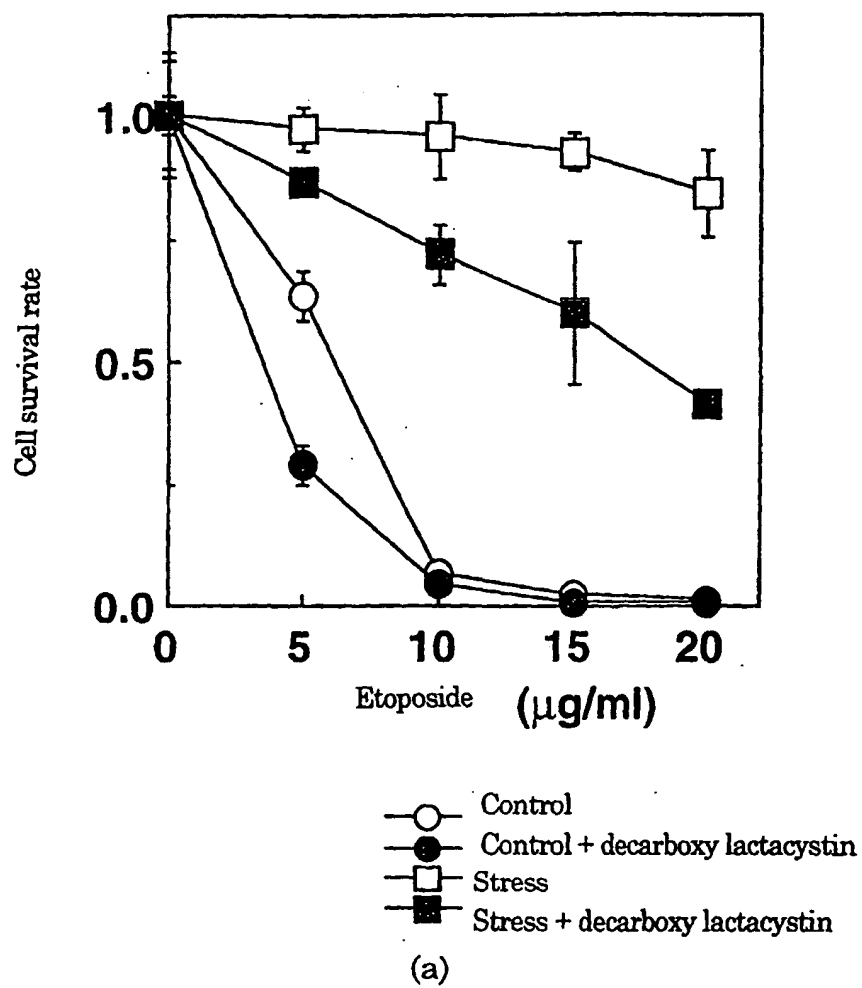 1.0
0.5
0.0
Cell survival rate
0 5 10 15 20
Etoposide (μg/ml)
Control
Control + decarboxy lactacystin
Stress
Stress + decarboxy lactacystin
(a)